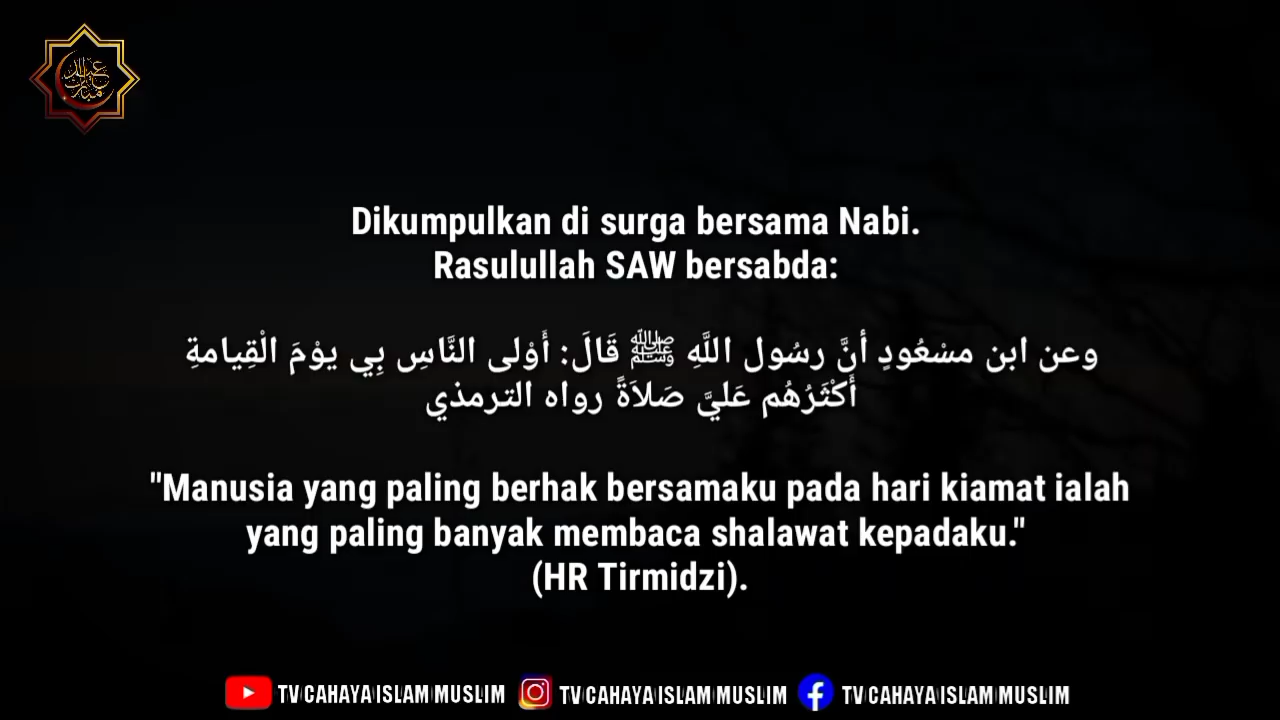 عيد
مبارك
Dikumpulkan di surga bersama Nabi.
Rasulullah SAW bersabda:
وعن ابن مسْعُودٍ أنَّ رسُول اللَّهِ ﷺ قَالَ: أَوْلى النَّاسِ بِي يوْمَ الْقِيامةِ
أَكْثَرُهُم عَليَّ صَلاَةً رواه الترمذي
"Manusia yang paling berhak bersamaku pada hari kiamat ialah
yang paling banyak membaca shalawat kepadaku."
(HR Tirmidzi).
TV CAHAYA ISLAM MUSLIM TV CAHAYA ISLAM MUSLIM TV CAHAYA ISLAM MUSLIM